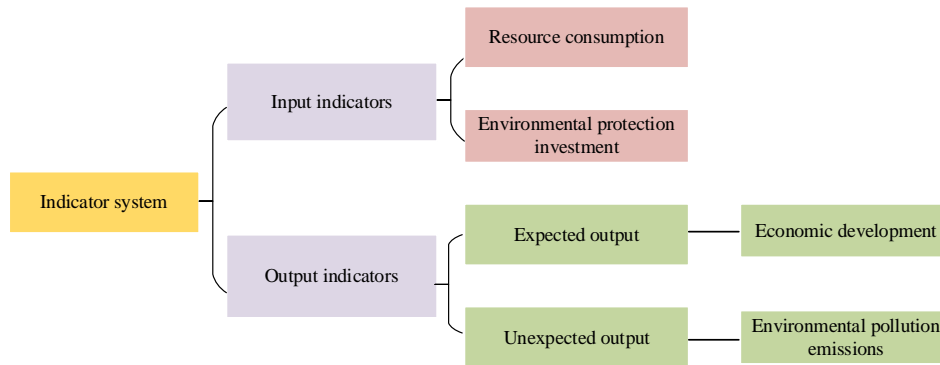 Resource consumption
Input indicators
Environmental protection
investment
Indicator system
Expected output
Economic development
Output indicators
Unexpected output
Environmental pollution
emissions